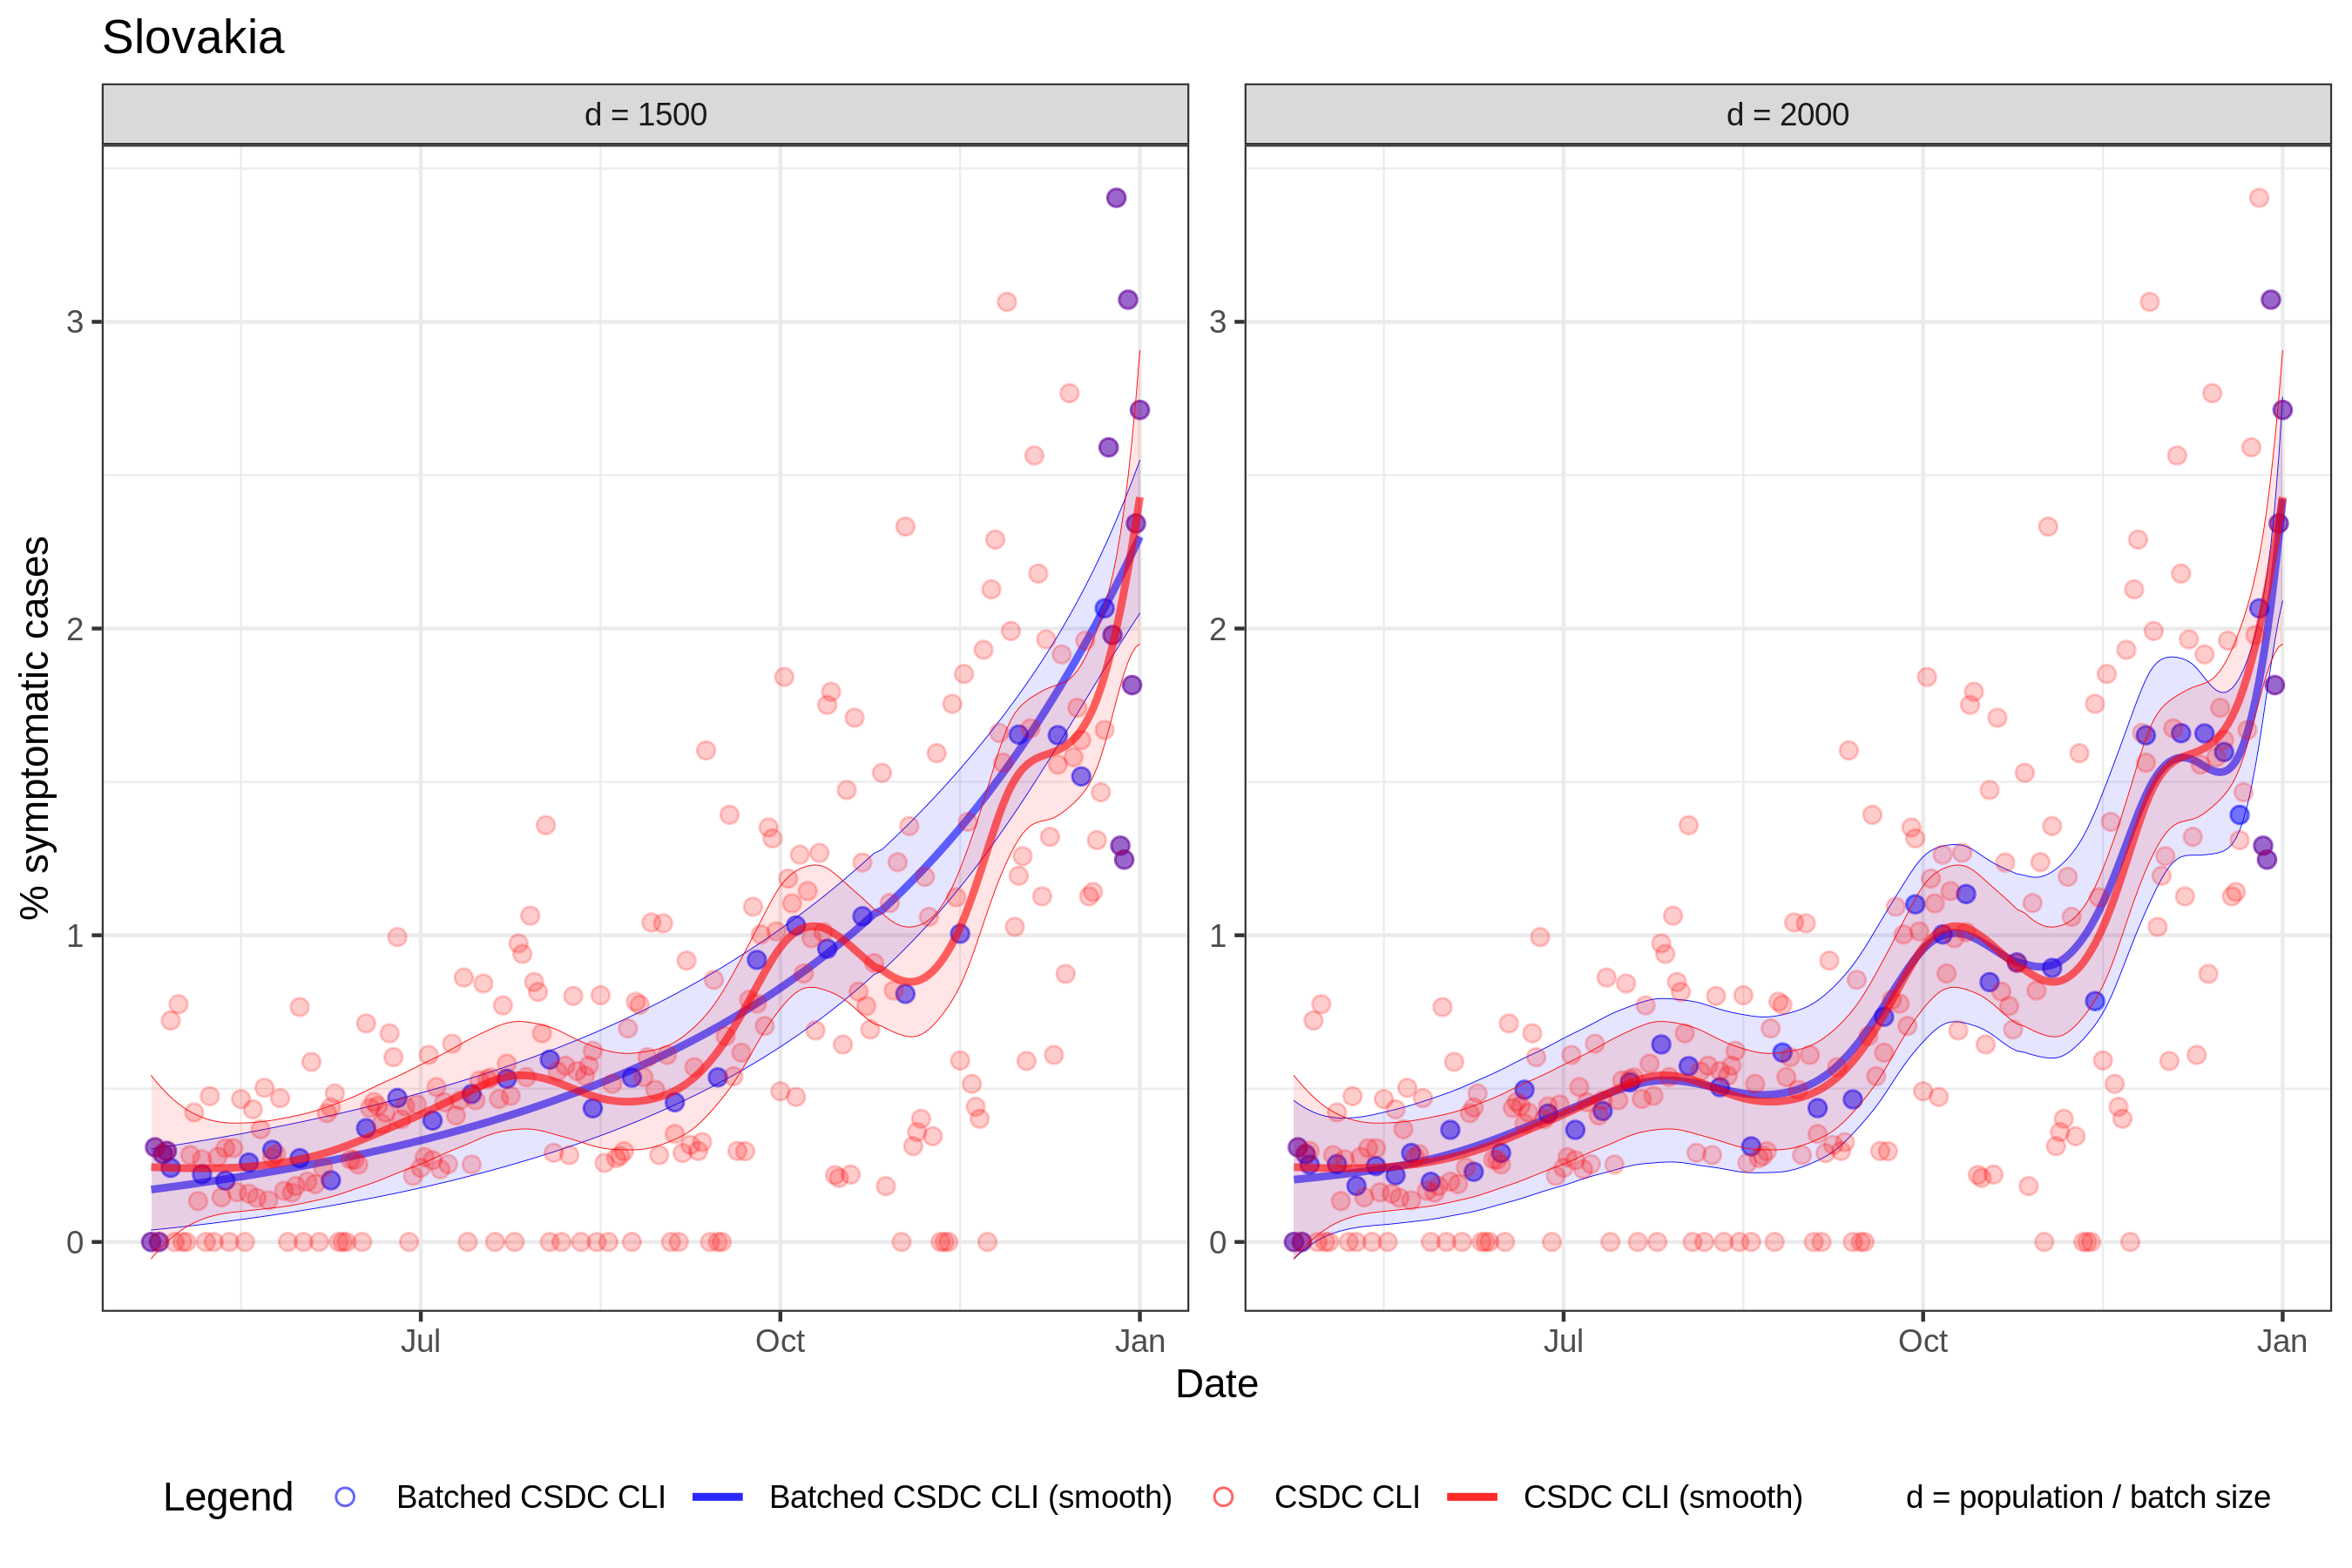 Slovakia
d = 1500
d = 2000
% symptomatic cases
3
2
1
0
3
2
1
0
Jul
Oct
Jan
Jul
Oct
Jan
Date
Legend
Batched CSDC CLI
Batched CSDC CLI (smooth)
CSDC CLI
CSDC CLI (smooth)
d = population / batch size